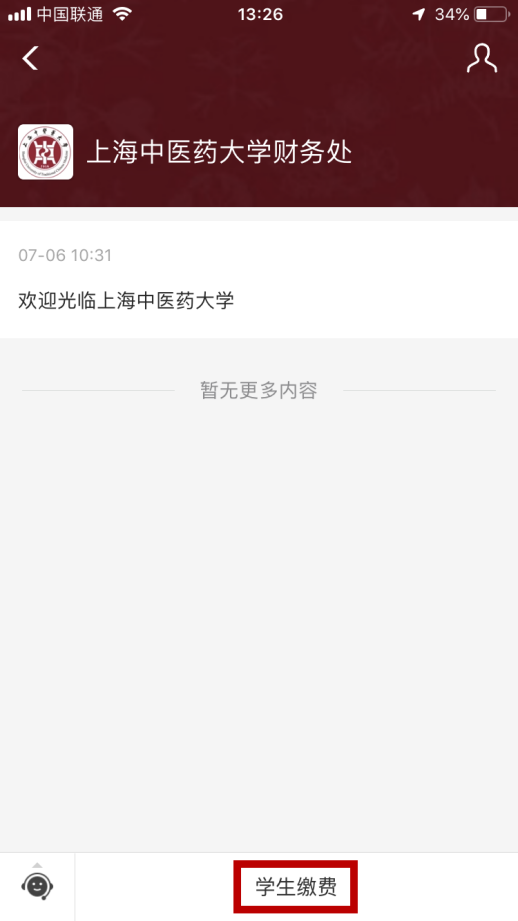 中国联通 13:26 34%
上海中医药大学财务处
07-06 10:31
欢迎光临上海中医药大学
暂无更多内容
学生缴费